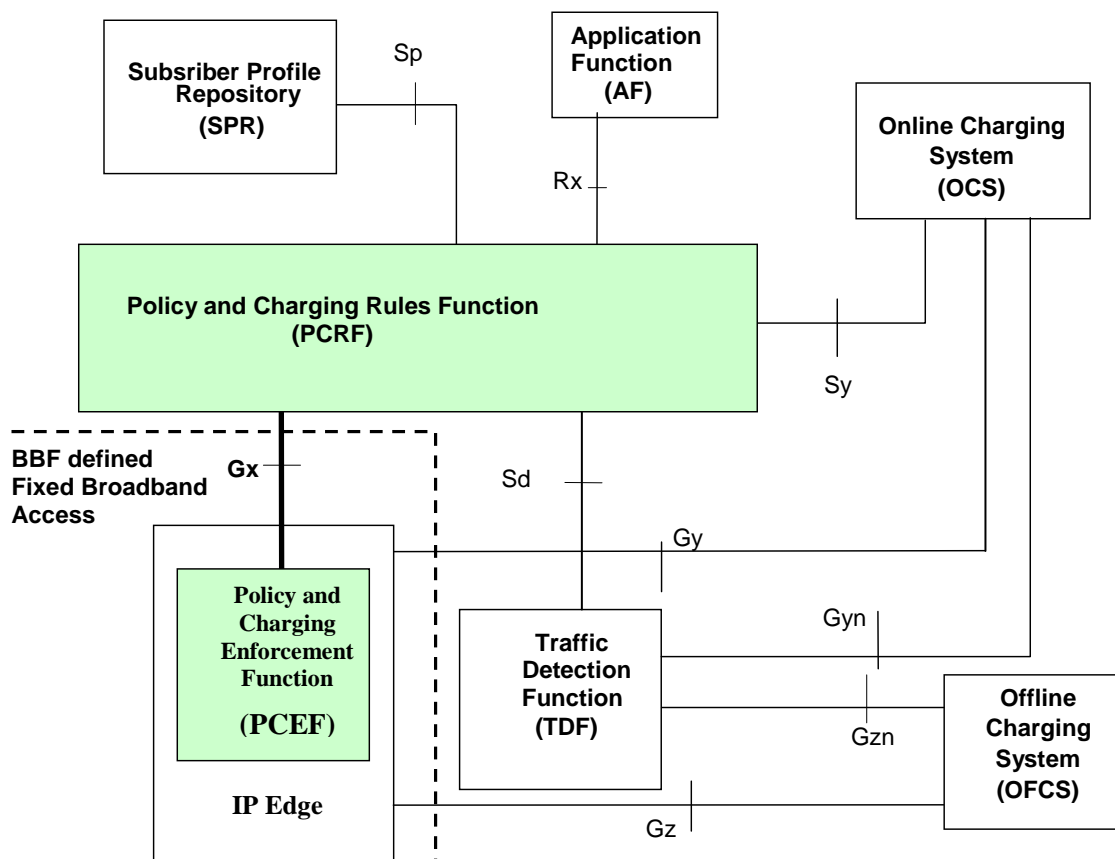 Subsriber Profile
Repository
(SPR)
Sp
Application
Function
(AF)
Rx
Online Charging
System
(OCS)
Policy and Charging Rules Function
(PCRF)
Sy
BBF defined
Fixed Broadband
Access
Gx
Sd
Gy
Policy and
Charging
Enforcement
Function
(PCEF)
IP Edge
Traffic
Detection
Function
(TDF)
Gyn
Gzn
Offline
Charging
System
(OFCS)
Gz